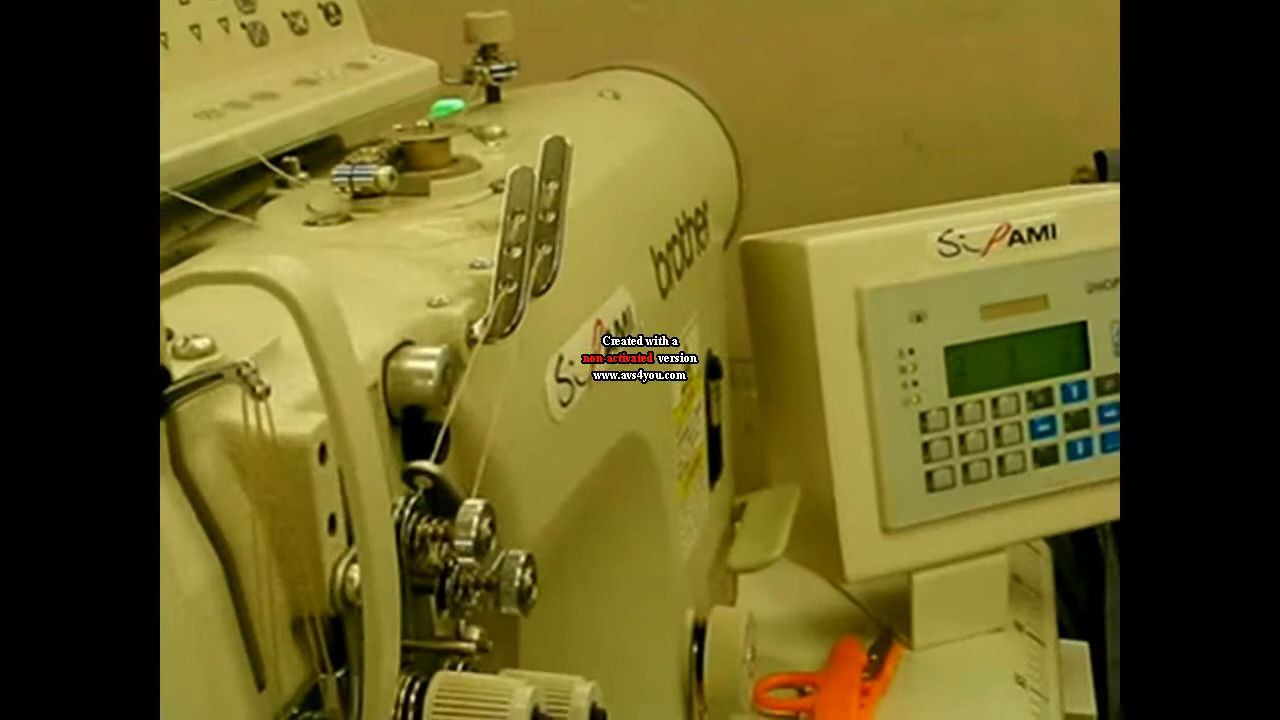 brother
SiPAMI
SiPAMI
Created with a
non-activated version
www.avs4you.com